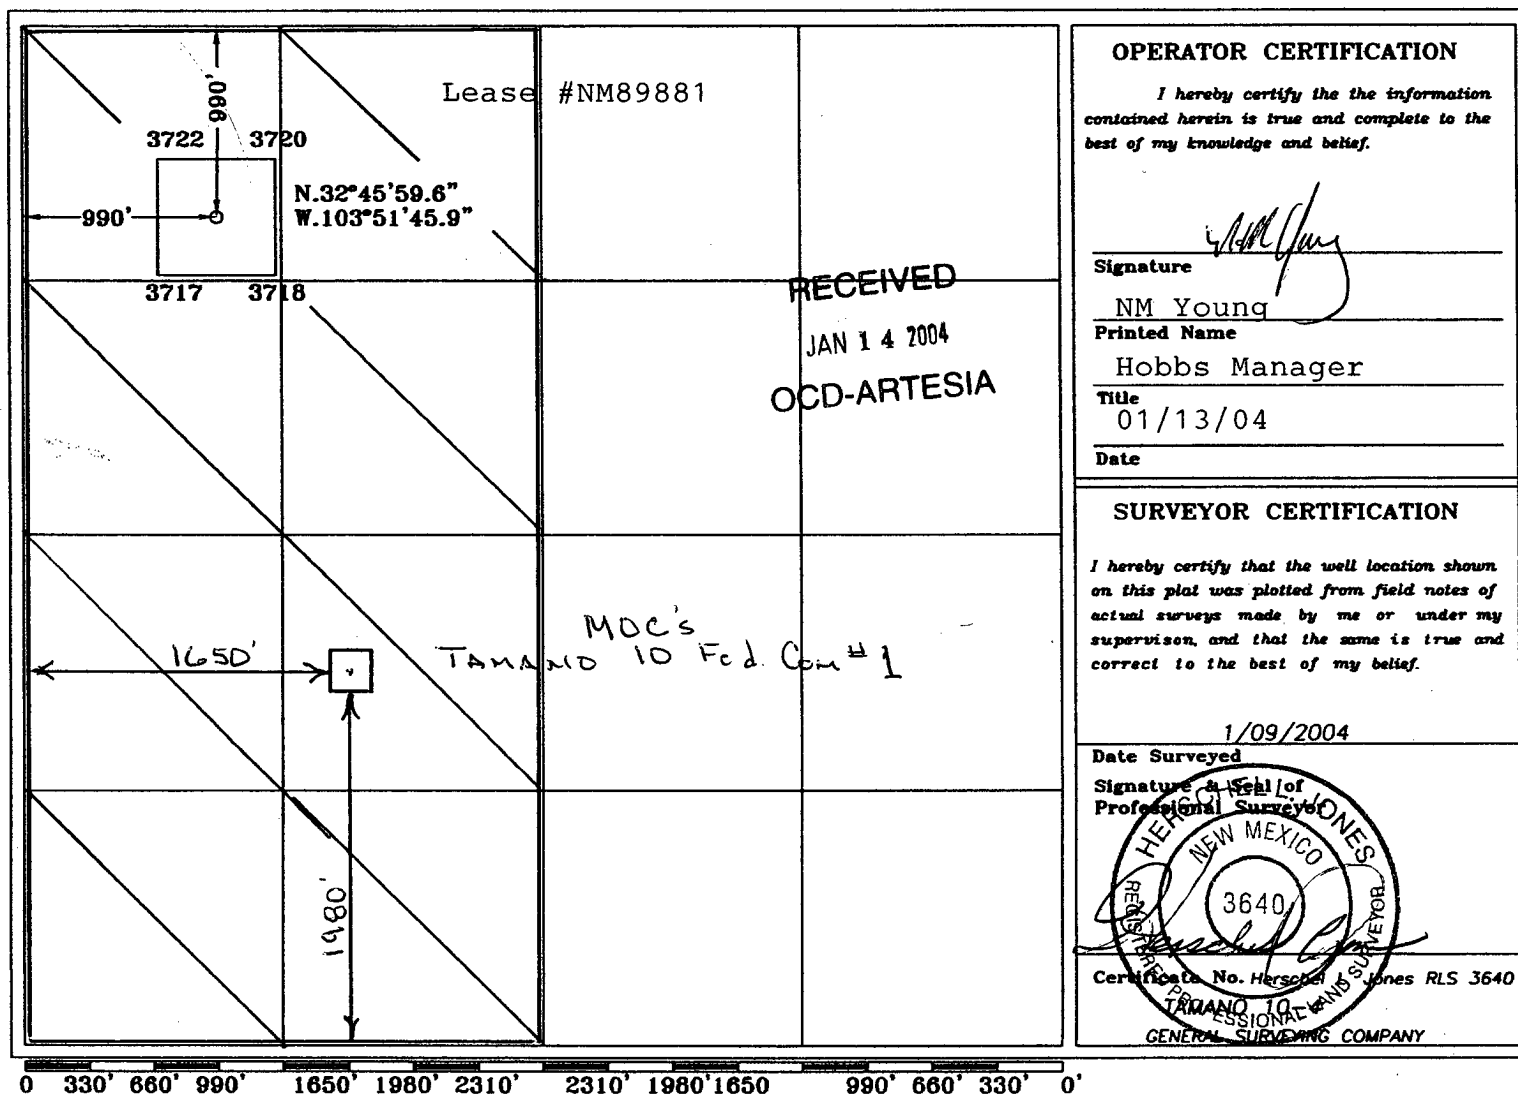 Lease #NM89881
990'
3722 3720
N.32°45'59.6"
W.103°51'45.9"
990'
3717 3718
RECEIVED
JAN 14 2004
OCD-ARTESIA
MOC's
TAMANO 10 Fed. Com #1
1650'
1980'
0 330' 660' 990' 1650' 1980' 2310' 2310' 1980' 1650 990' 660' 330' 0'
OPERATOR CERTIFICATION
I hereby certify the the information
contained herein is true and complete to the
best of my knowledge and belief.
Signature
NM Young
Printed Name
Hobbs Manager
Title
01/13/04
Date
SURVEYOR CERTIFICATION
I hereby certify that the well location shown
on this plat was plotted from field notes of
actual surveys made by me or under my
supervison, and that the same is true and
correct to the best of my belief.
1/09/2004
Date Surveyed
Signature & Seal of
Professional Surveyor
HERSCHEL L. JONES
NEW MEXICO
3640
REGISTERED PROFESSIONAL LAND SURVEYOR
Certificate No. Herschel L. Jones RLS 3640
TAMANO 10
GENERAL SURVEYING COMPANY